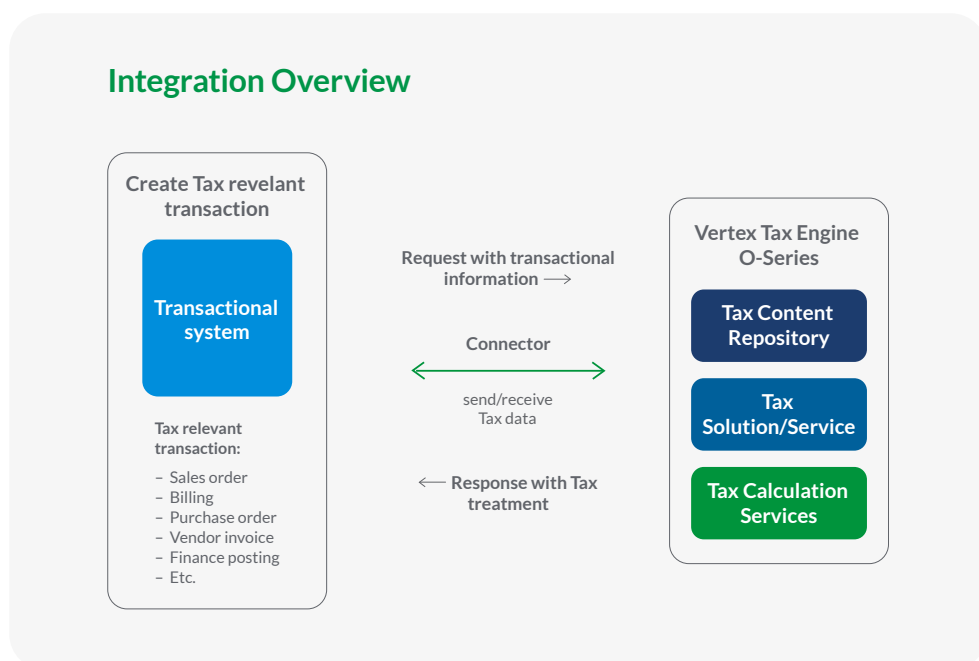 Integration Overview
Create Tax revelant
transaction
Transactional
system
Tax relevant
transaction:
– Sales order
– Billing
– Purchase order
– Vendor invoice
– Finance posting
– Etc.
Request with transactional
information →
Connector
send/receive
Tax data
← Response with Tax
treatment
Vertex Tax Engine
O-Series
Tax Content
Repository
Tax
Solution/Service
Tax Calculation
Services